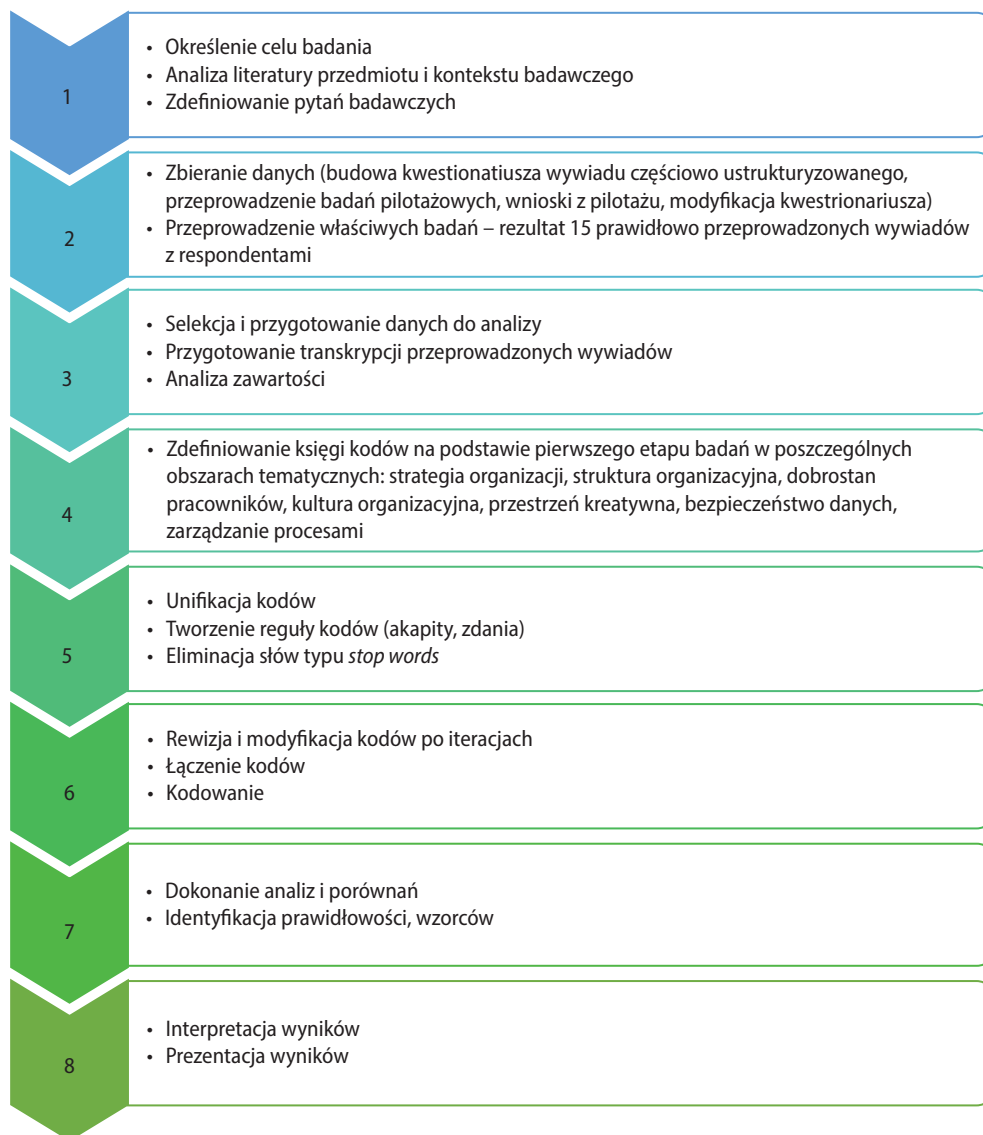 1
• Określenie celu badania
• Analiza literatury przedmiotu i kontekstu badawczego
• Zdefiniowanie pytań badawczych
2
• Zbieranie danych (budowa kwestionatiusza wywiadu częściowo ustrukturyzowanego,
przeprowadzenie badań pilotażowych, wnioski z pilotażu, modyfikacja kwestrionariusza)
• Przeprowadzenie właściwych badań – rezultat 15 prawidłowo przeprowadzonych wywiadów
z respondentami
3
• Selekcja i przygotowanie danych do analizy
• Przygotowanie transkrypcji przeprowadzonych wywiadów
• Analiza zawartości
4
• Zdefiniowanie księgi kodów na podstawie pierwszego etapu badań w poszczególnych
obszarach tematycznych: strategia organizacji, struktura organizacyjna, dobrostan
pracowników, kultura organizacyjna, przestrzeń kreatywna, bezpieczeństwo danych,
zarządzanie procesami
5
• Unifikacja kodów
• Tworzenie reguły kodów (akapity, zdania)
• Eliminacja słów typu stop words
6
• Rewizja i modyfikacja kodów po iteracjach
• Łączenie kodów
• Kodowanie
7
• Dokonanie analiz i porównań
• Identyfikacja prawidłowości, wzorców
8
• Interpretacja wyników
• Prezentacja wyników